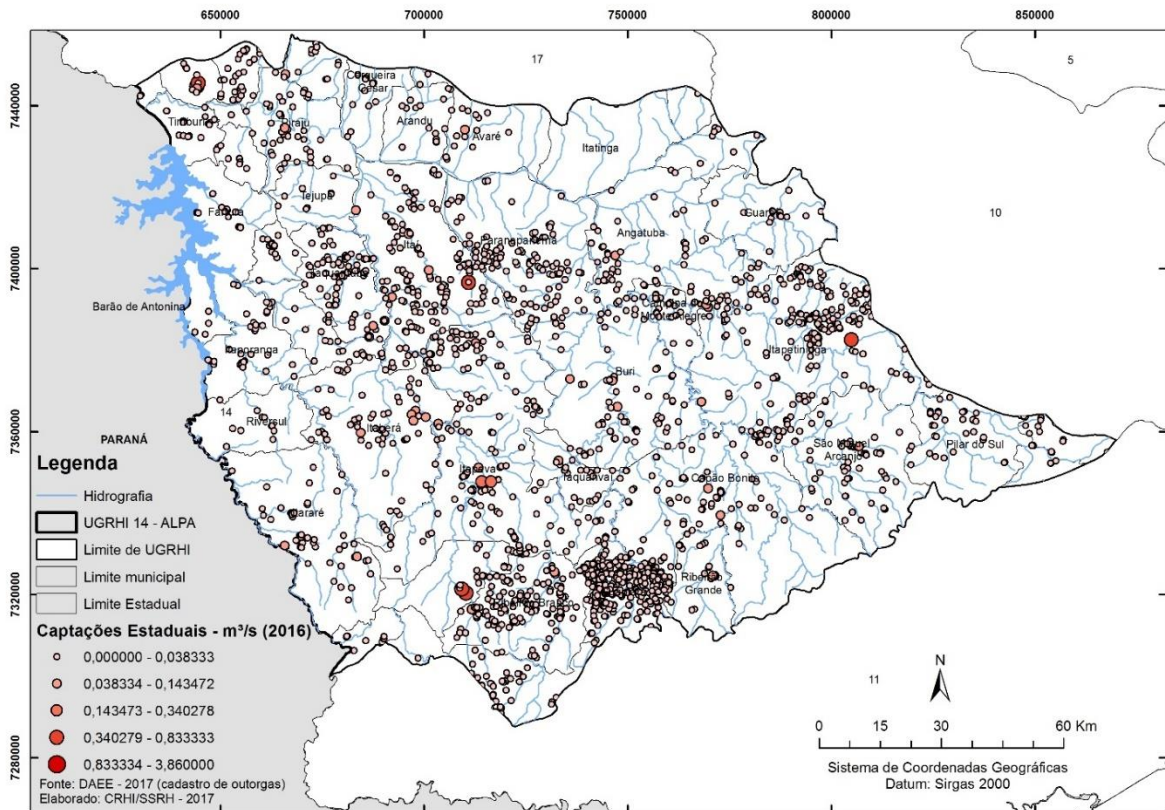 650000
700000
750000
800000
850000
17
5
7440000
Cerqueira
César
Timburi
Piraju
Arandu
Avaré
Itatinga
Tejupá
Fartura
Guareí
10
Angatuba
Paranapanema
Itaí
7400000
Taquarituba
Barão de Antonina
Campina do
Monte Alegre
Itapetininga
Itaporanga
Buri
14
Riversul
7360000
PARANÁ
Itaberá
São Miguel
Arcanjo
Pilar do Sul
Itapeva
Taquarivaí
Capão Bonito
Itararé
Ribeirão
Grande
7320000
Ribeirão Branco
11
N
7280000
Legenda
Hidrografia
UGRHI 14 - ALPA
Limite de UGRHI
Limite municipal
Limite Estadual
Captações Estaduais - m³/s (2016)
0,000000 - 0,038333
0,038334 - 0,143472
0,143473 - 0,340278
0,340279 - 0,833333
0,833334 - 3,860000
Fonte: DAEE - 2017 (cadastro de outorgas)
Elaborado: CRHI/SSRH - 2017
0 15 30 60 Km
Sistema de Coordenadas Geográficas
Datum: Sirgas 2000